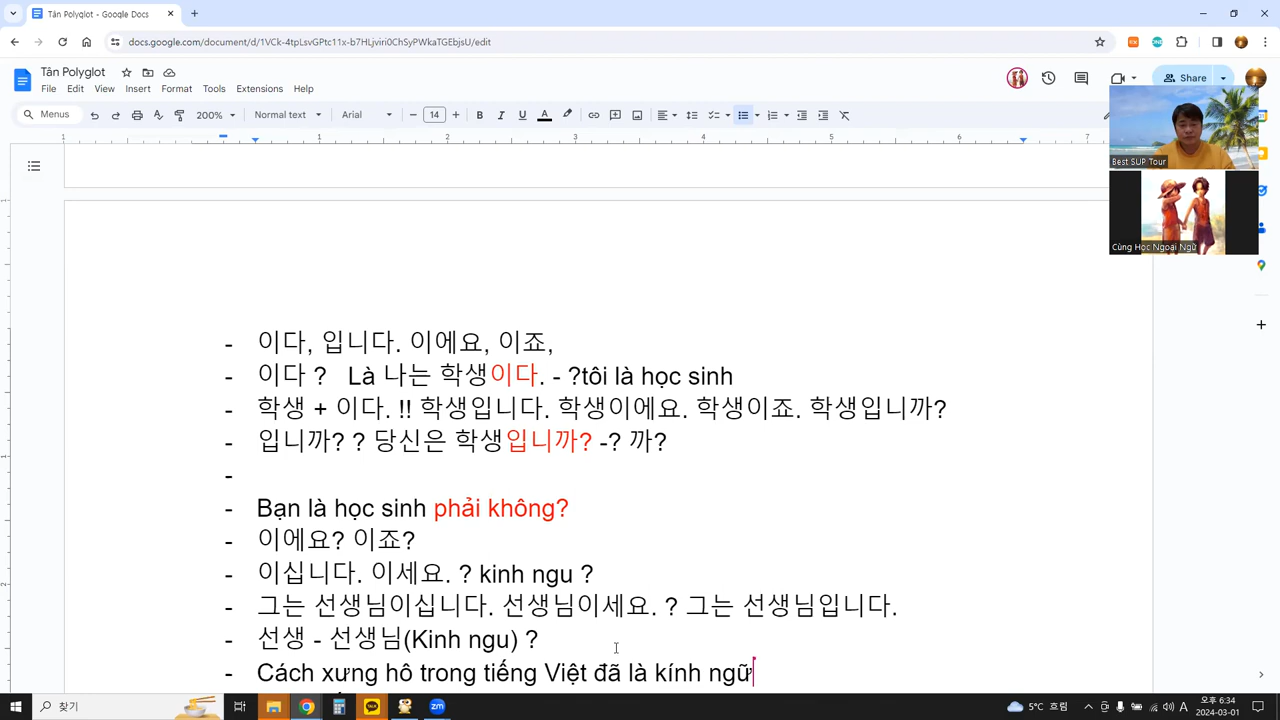 Tân Polyglot - Google Docs
docs.google.com/document/d/1VCk-4tpLsvGPtc11x-b7HLjviri0ChSyPWkaTGEbjsU/edit
Tân Polyglot
File Edit View Insert Format Tools Extensions Help
Share
Menus
200%
Normal text
Arial
14
1 1 2 3 4 5 6 7
Best SUP Tour
Cùng Học Ngoại Ngữ
- 이다, 입니다. 이에요, 이죠,
- 이다 ? Là 나는 학생이다. - ?tôi là học sinh
- 학생 + 이다. !! 학생입니다. 학생이에요. 학생이죠. 학생입니까?
- 입니까? ? 당신은 학생입니까? -? 까?
-
- Bạn là học sinh phải không?
- 이에요? 이죠?
- 이십니다. 이세요. ? kinh ngu ?
- 그는 선생님이십니다. 선생님이세요. ? 그는 선생님입니다.
- 선생 - 선생님(Kinh ngu) ?
- Cách xưng hô trong tiếng Việt đã là kính ngữ
찾기
5°C 흐림
A
오후 6:34
2024-03-01